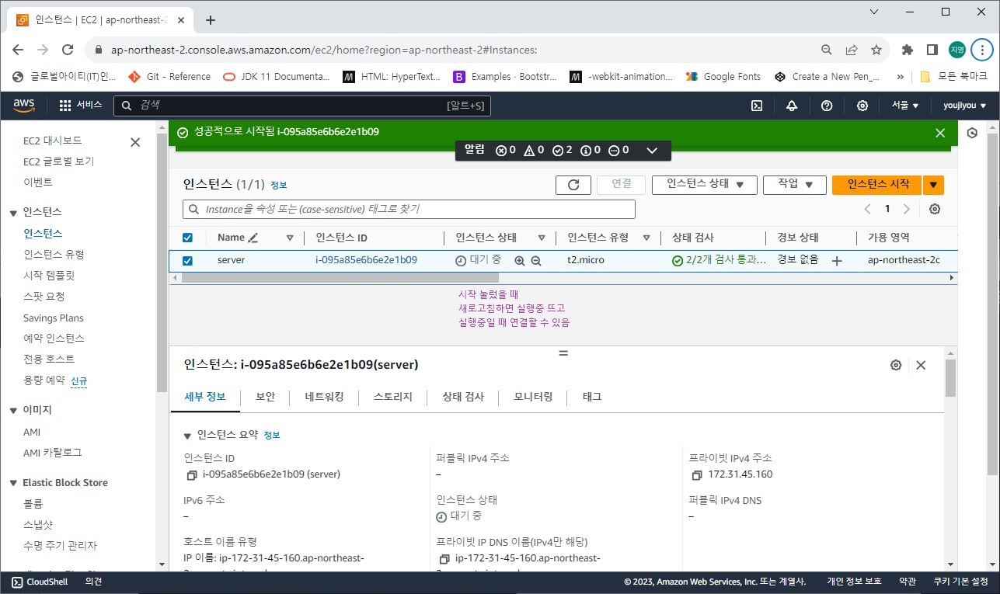 인스턴스 | EC2 | ap-northeast-2
ap-northeast-2.console.aws.amazon.com/ec2/home?region=ap-northeast-2#Instances:
지영
글로벌아이티(IT)인... Git - Reference JDK 11 Documenta... HTML: HyperText... Examples · Bootstr... -webkit-animation... Google Fonts Create a New Pen_... » 모든 북마크
aws 서비스 검색 [알트+S] 서울 youjiyou
EC2 대시보드
EC2 글로벌 보기
이벤트
인스턴스
인스턴스
인스턴스 유형
시작 템플릿
스팟 요청
Savings Plans
예약 인스턴스
전용 호스트
용량 예약 신규
이미지
AMI
AMI 카탈로그
Elastic Block Store
볼륨
스냅샷
수명 주기 관리자
성공적으로 시작됨 i-095a85e6b6e2e1b09
알림 0 0 2 0 0
인스턴스 (1/1) 정보 연결 인스턴스 상태 작업 인스턴스 시작
Instance을 속성 또는 (case-sensitive) 태그로 찾기 1
Name 인스턴스 ID 인스턴스 상태 인스턴스 유형 상태 검사 경보 상태 가용 영역
server i-095a85e6b6e2e1b09 대기 중 t2.micro 2/2개 검사 통과... 경보 없음 ap-northeast-2c
시작 눌렀을 때
새로고침하면 실행중 뜨고
실행중일 때 연결할 수 있음
인스턴스: i-095a85e6b6e2e1b09(server)
세부 정보 보안 네트워킹 스토리지 상태 검사 모니터링 태그
인스턴스 요약 정보
인스턴스 ID 퍼블릭 IPv4 주소 프라이빗 IPv4 주소
i-095a85e6b6e2e1b09 (server) – 172.31.45.160
IPv6 주소 인스턴스 상태 퍼블릭 IPv4 DNS
– 대기 중 –
호스트 이름 유형 프라이빗 IP DNS 이름(IPv4만 해당)
IP 이름: ip-172-31-45-160.ap-northeast- ip-172-31-45-160.ap-northeast-
CloudShell 의견 © 2023, Amazon Web Services, Inc. 또는 계열사. 개인 정보 보호 약관 쿠키 기본 설정